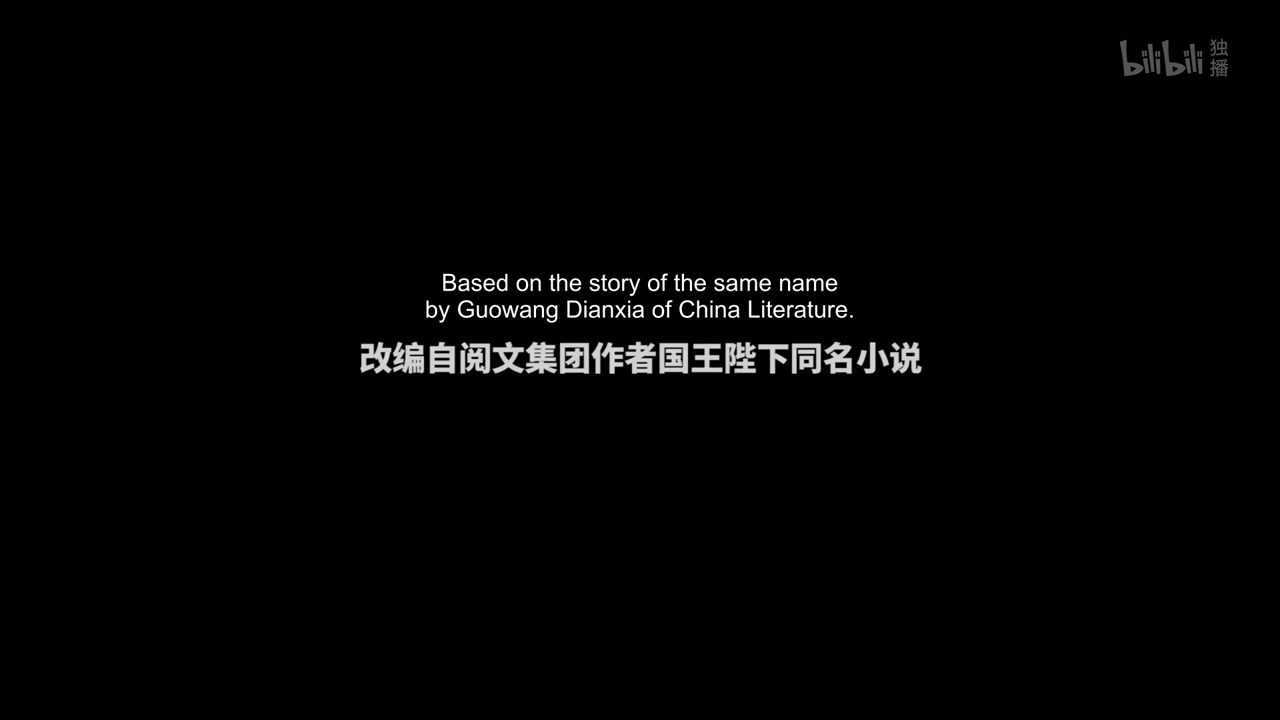 bilibili 独播
Based on the story of the same name
by Guowang Dianxia of China Literature.
改编自阅文集团作者国王陛下同名小说